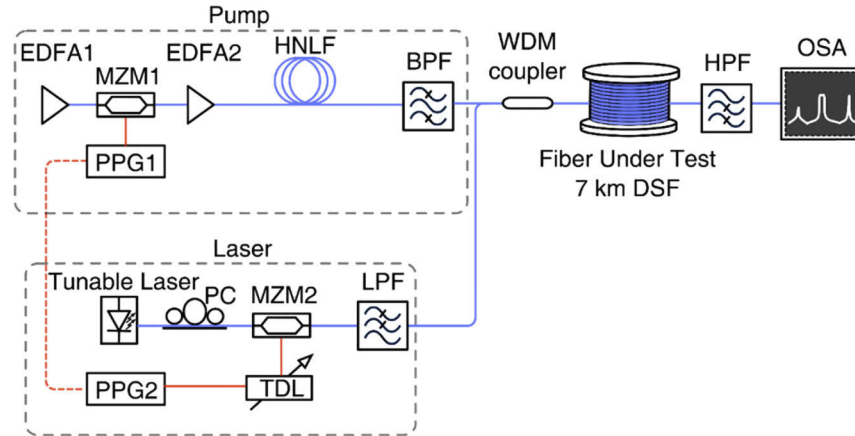 Pump
EDFA1
MZM1
EDFA2
HNLF
BPF
WDM
coupler
HPF
OSA
PPG1
Fiber Under Test
7 km DSF
Laser
Tunable Laser
PC
MZM2
LPF
PPG2
TDL